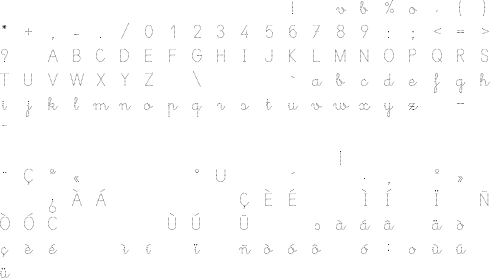 ! v b % o . ( )
* + , - . / 0 1 2 3 4 5 6 7 8 9 : ; < = >
? A B C D E F G H I J K L M N O P Q R S
T U V W X Y Z \ ` a b c d e f g h
i j k l m n o p q r s t u v w x y z –
-
|
¨ Ç ª « ° U ´ . , º »
¿ À Á Ç È É Ì Í Ï Ñ
Ò Ó C Ù Ú Ü ɔ à á â ä ò
ç è é ì í ï ñ ò ó ô ó : o ù ú
ü